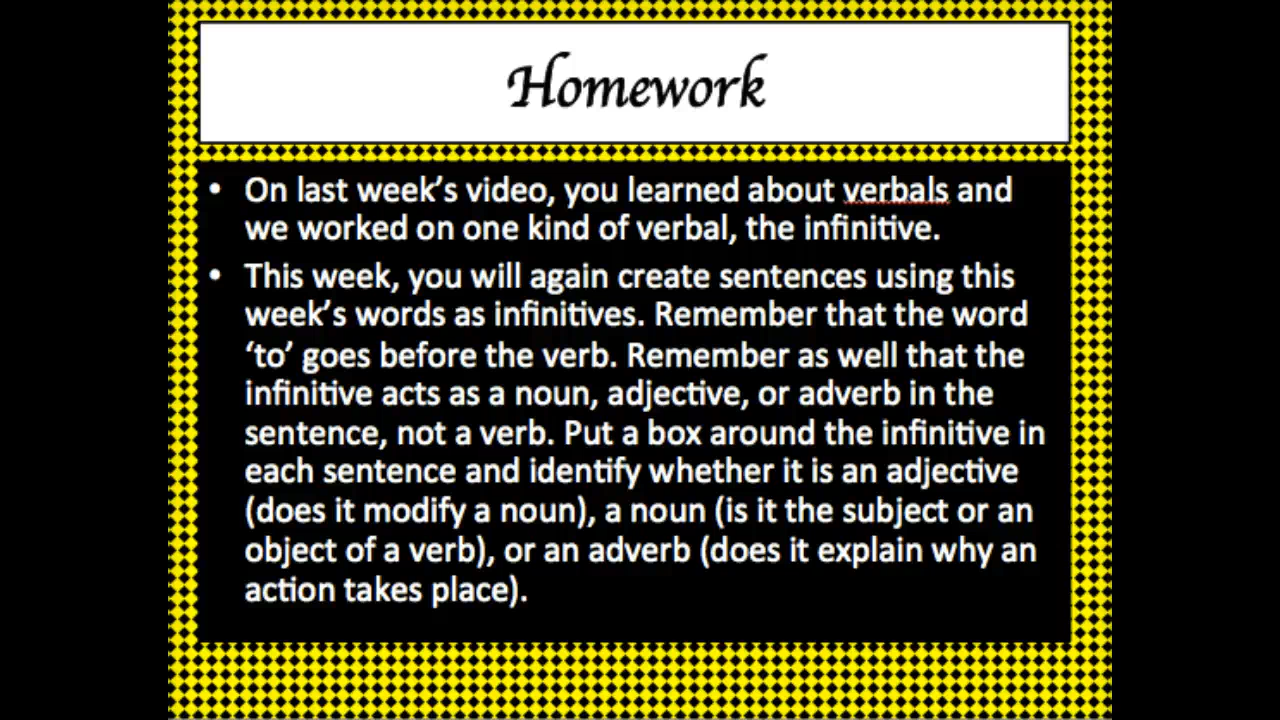 Homework
• On last week’s video, you learned about verbals and
we worked on one kind of verbal, the infinitive.
• This week, you will again create sentences using this
week’s words as infinitives. Remember that the word
‘to’ goes before the verb. Remember as well that the
infinitive acts as a noun, adjective, or adverb in the
sentence, not a verb. Put a box around the infinitive in
each sentence and identify whether it is an adjective
(does it modify a noun), a noun (is it the subject or an
object of a verb), or an adverb (does it explain why an
action takes place).